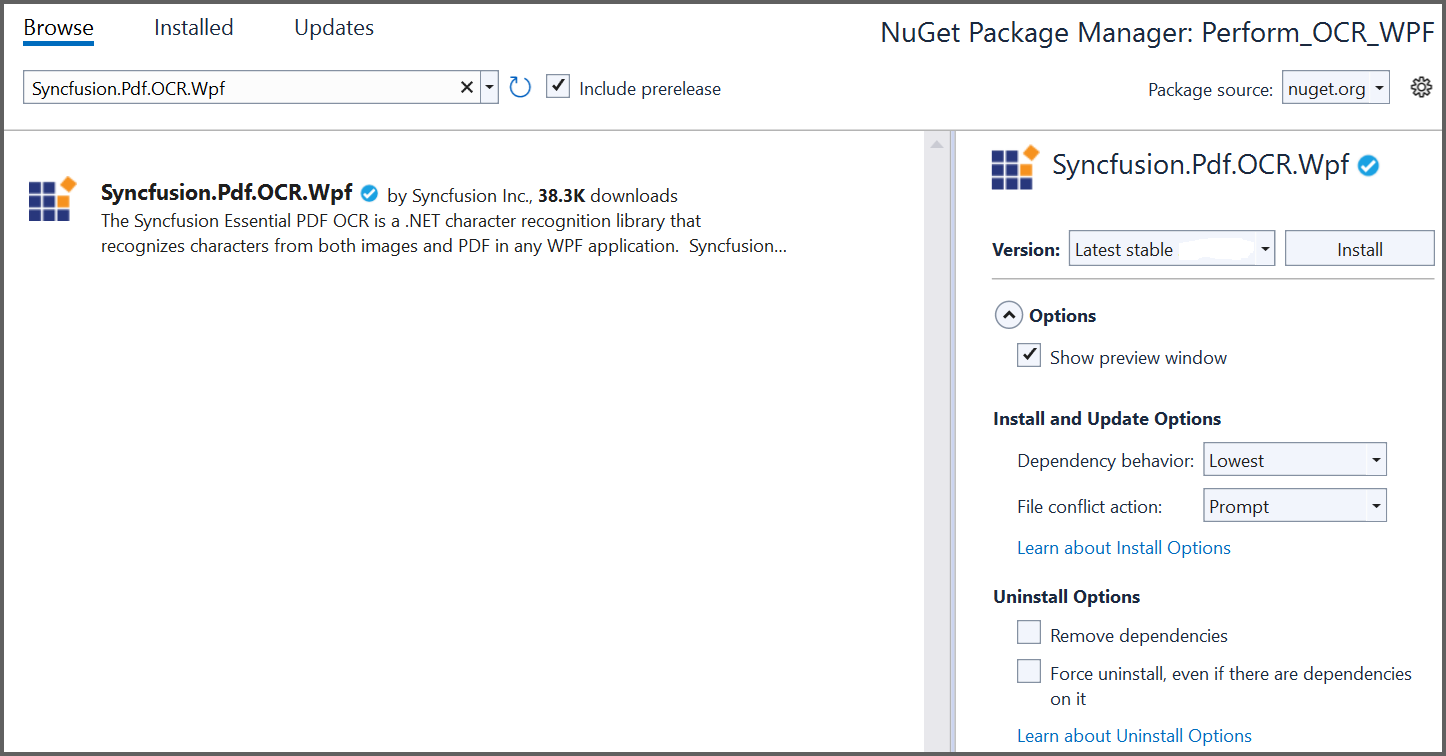 Browse Installed Updates
NuGet Package Manager: Perform_OCR_WPF
Syncfusion.Pdf.OCR.Wpf
Include prerelease
Package source: nuget.org
Syncfusion.Pdf.OCR.Wpf by Syncfusion Inc., 38.3K downloads
The Syncfusion Essential PDF OCR is a .NET character recognition library that
recognizes characters from both images and PDF in any WPF application. Syncfusion...
Syncfusion.Pdf.OCR.Wpf
Version: Latest stable Install
Options
Show preview window
Install and Update Options
Dependency behavior: Lowest
File conflict action: Prompt
Learn about Install Options
Uninstall Options
Remove dependencies
Force uninstall, even if there are dependencies
on it
Learn about Uninstall Options